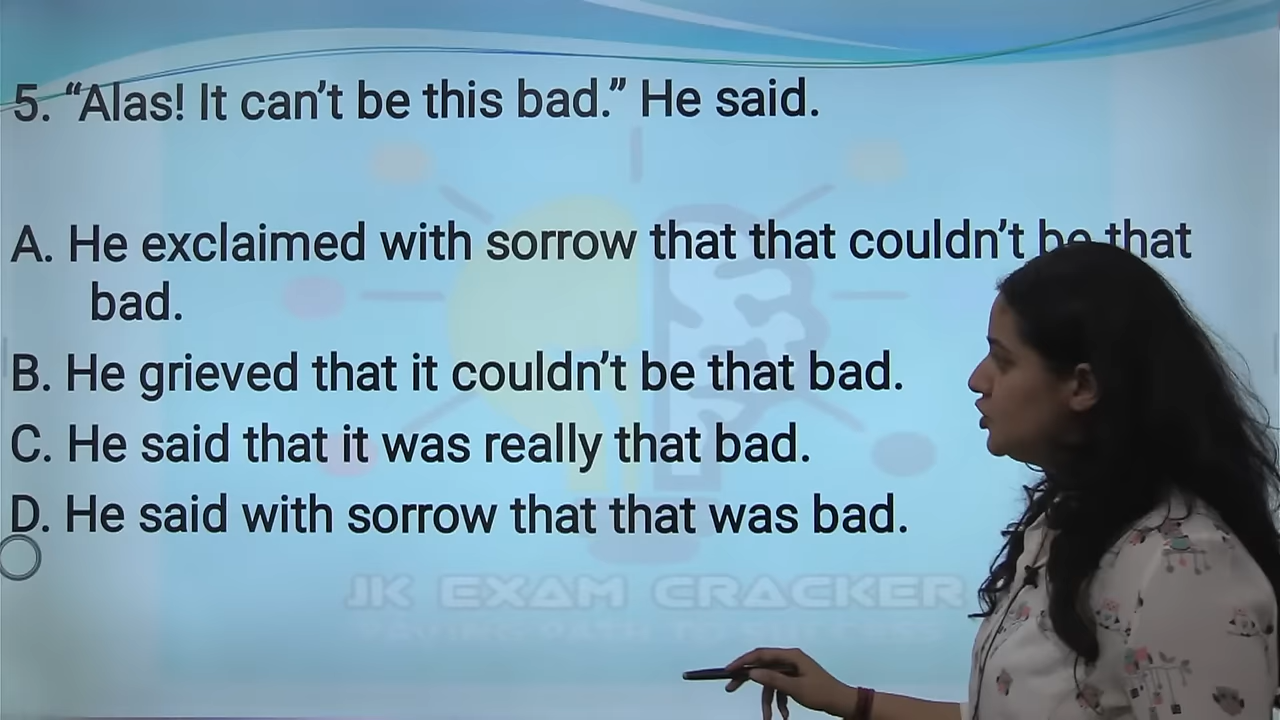 5. “Alas! It can’t be this bad.” He said.
A. He exclaimed with sorrow that that couldn’t be that
bad.
B. He grieved that it couldn’t be that bad.
C. He said that it was really that bad.
D. He said with sorrow that that was bad.
JK EXAM CRACKER